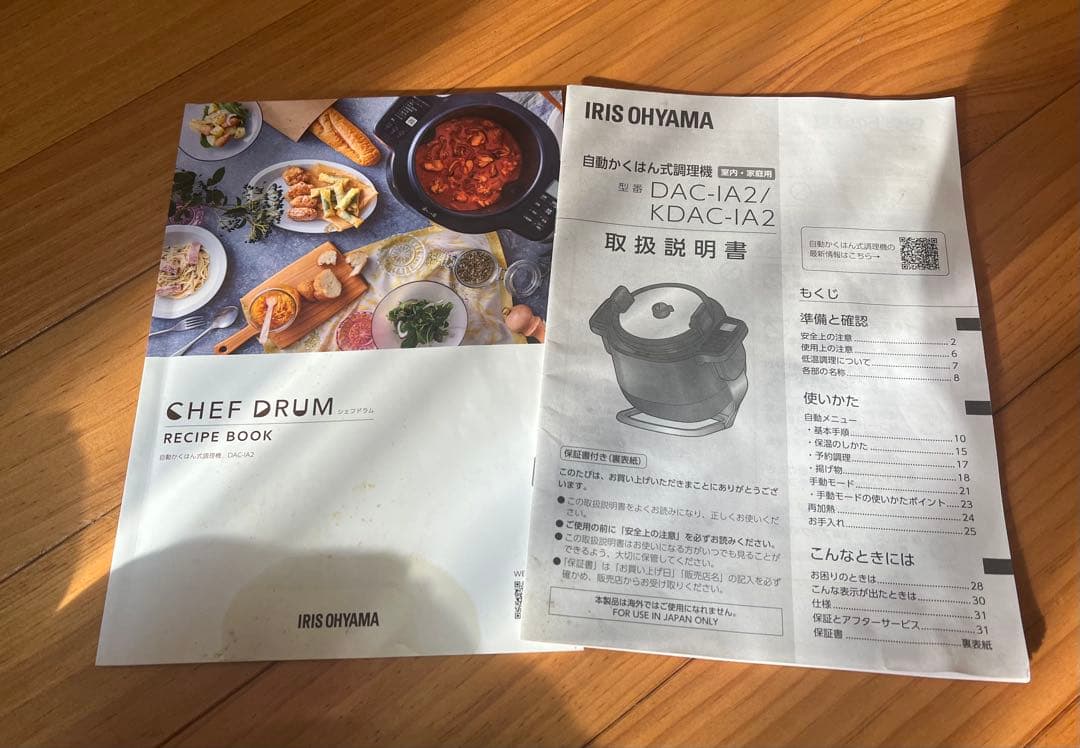 CHEF DRUM シェフドラム
RECIPE BOOK
自動かくはん式調理機 DAC-IA2
WE
IRIS OHYAMA
IRIS OHYAMA
自動かくはん式調理機 室内・家庭用
型番 DAC-IA2/
KDAC-IA2
取扱説明書
保証書付き(裏表紙)
このたびは、お買い上げいただきまことにありがとうござ
います。
●この取扱説明書をよくお読みになり、正しくお使いくだ
さい。
●ご使用の前に「安全上の注意」を必ずお読みください。
●この取扱説明書はお使いになる方がいつでも見ることが
できるよう、大切に保管してください。
●「保証書」は「お買い上げ日」「販売店名」の記入を必ず
確かめ、販売店からお受け取りください。
本製品は海外ではご使用になれません。
FOR USE IN JAPAN ONLY
自動かくはん式調理機の
最新情報はこちら→
もくじ
準備と確認
安全上の注意 2
使用上の注意 6
低温調理について 7
各部の名称 8
使いかた
自動メニュー
・基本手順 10
・保温のしかた 15
・予約調理 17
・揚げ物 18
手動モード 21
・手動モードの使いかたポイント 23
再加熱 24
お手入れ 25
こんなときには
お困りのときは 28
こんな表示が出たときは 30
仕様 31
保証とアフターサービス 31
保証書 裏表紙